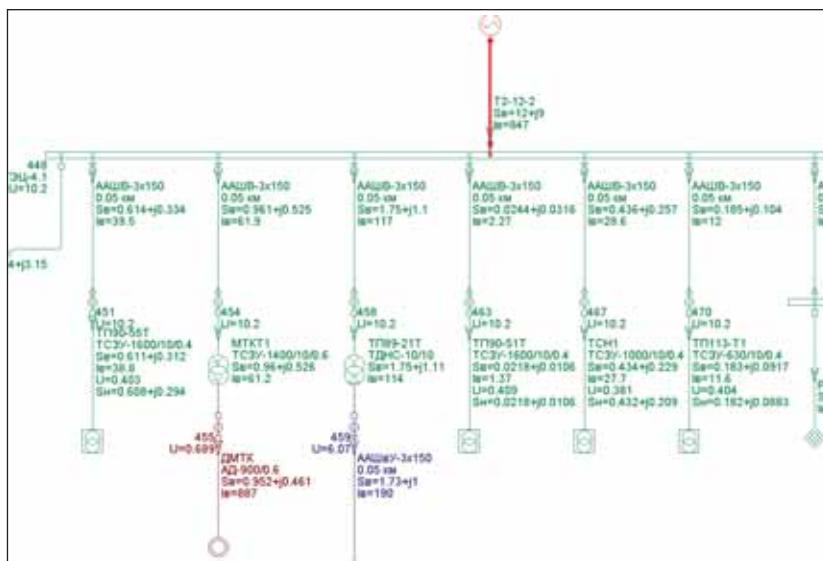 T2-12-2
Sв=12+j9
Iв=847
448
ТЭЦ-4.1
U=10.2
4+j3.15
ААШВ-3х150
0.05 км
Sв=0.614+j0.334
Iв=39.5
ААШВ-3х150
0.05 км
Sв=0.961+j0.525
Iв=61.9
ААШВ-3х150
0.05 км
Sв=1.75+j1.1
Iв=117
ААШВ-3х150
0.05 км
Sв=0.0244+j0.0316
Iв=2.27
ААШВ-3х150
0.05 км
Sв=0.436+j0.257
Iв=28.6
ААШВ-3х150
0.05 км
Sв=0.185+j0.104
Iв=12
451
U=10.2
ТП90-55Т
ТСЗУ-1600/10/0.4
Sв=0.611+j0.312
Iв=38.8
U=0.403
Sн=0.608+j0.294
454
U=10.2
МТКТ1
ТСЗУ-1400/10/0.6
Sв=0.96+j0.526
Iв=61.2
458
U=10.2
ТП89-21Т
ТДНС-10/10
Sв=1.75+j1.11
Iв=114
463
U=10.2
ТП90-51Т
ТСЗУ-1600/10/0.4
Sв=0.0218+j0.0106
Iв=1.37
U=0.409
Sн=0.0218+j0.0106
467
U=10.2
ТСН1
ТСЗУ-1000/10/0.4
Sв=0.434+j0.229
Iв=27.7
U=0.381
Sн=0.432+j0.209
470
U=10.2
ТП113-Т1
ТСЗУ-630/10/0.4
Sв=0.183+j0.0917
Iв=11.6
U=0.404
Sн=0.182+j0.0883
455
U=0.689
ДМТК
АД-900/0.6
Sв=0.952+j0.461
Iв=887
459
U=6.07
ААШвУ-3х150
0.05 км
Sв=1.73+j1
Iв=190